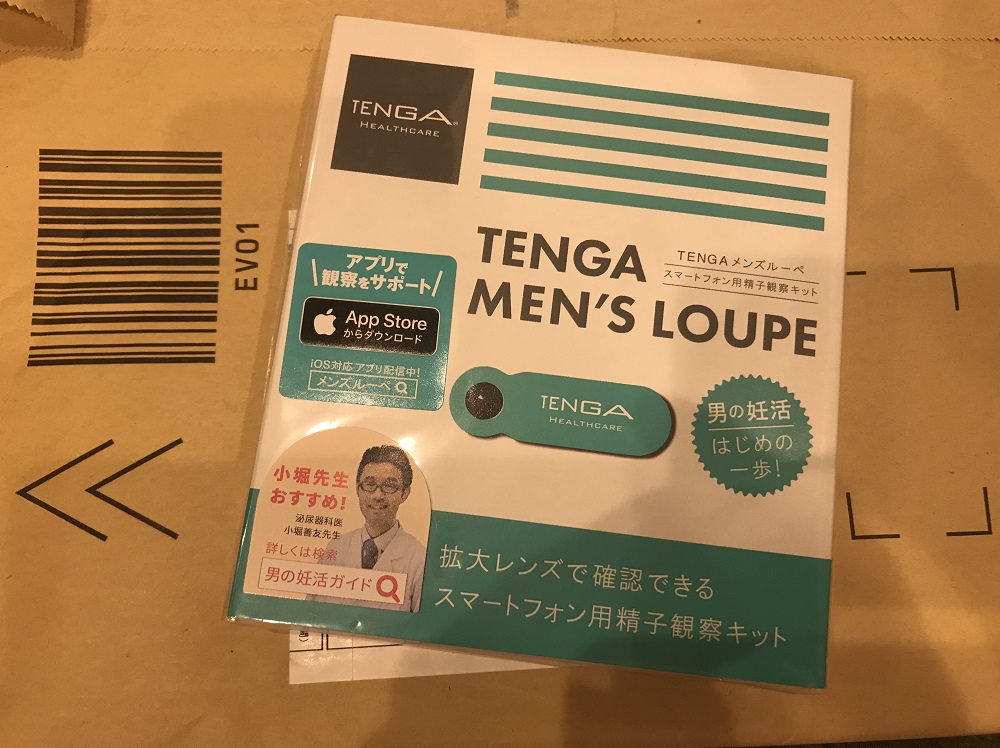 TENGA
HEALTHCARE
TENGA
MEN'S LOUPE
TENGAメンズルーペ
スマートフォン用精子観察キット
アプリで
観察をサポート
App Store
からダウンロード
iOS対応アプリ配信中!
メンズルーペ
TENGA
HEALTHCARE
男の妊活
はじめの
一歩!
小堀先生
おすすめ!
泌尿器科医
小堀善友先生
詳しくは検索
男の妊活ガイド
拡大レンズで確認できる
スマートフォン用精子観察キット
EV01